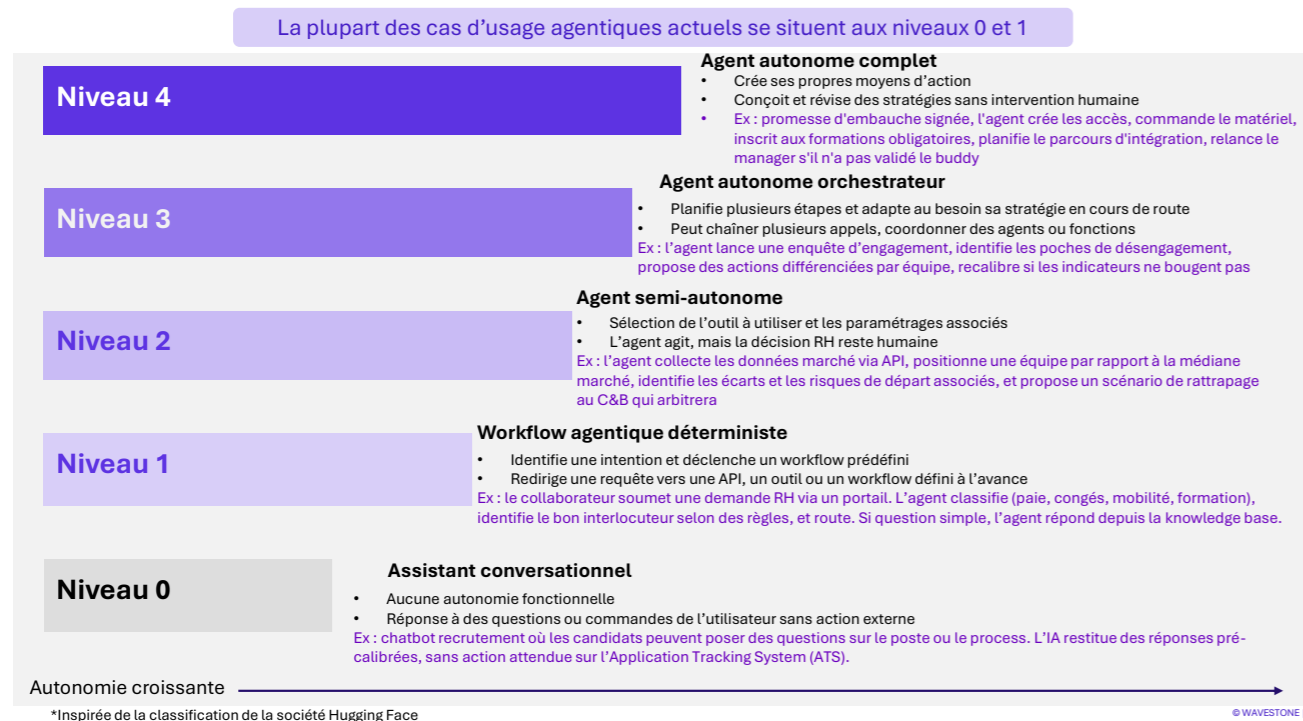 La plupart des cas d’usage agentiques actuels se situent aux niveaux 0 et 1
Niveau 4
Agent autonome complet
• Crée ses propres moyens d’action
• Conçoit et révise des stratégies sans intervention humaine
• Ex : promesse d'embauche signée, l'agent crée les accès, commande le matériel,
inscrit aux formations obligatoires, planifie le parcours d'intégration, relance le
manager s'il n'a pas validé le buddy
Niveau 3
Agent autonome orchestrateur
• Planifie plusieurs étapes et adapte au besoin sa stratégie en cours de route
• Peut chaîner plusieurs appels, coordonner des agents ou fonctions
Ex : l’agent lance une enquête d’engagement, identifie les poches de désengagement,
propose des actions différenciées par équipe, recalibre si les indicateurs ne bougent pas
Niveau 2
Agent semi-autonome
• Sélection de l’outil à utiliser et les paramétrages associés
• L’agent agit, mais la décision RH reste humaine
Ex : l’agent collecte les données marché via API, positionne une équipe par rapport à la médiane
marché, identifie les écarts et les risques de départ associés, et propose un scénario de rattrapage
au C&B qui arbitrera
Niveau 1
Workflow agentique déterministe
• Identifie une intention et déclenche un workflow prédéfini
• Redirige une requête vers une API, un outil ou un workflow défini à l’avance
Ex : le collaborateur soumet une demande RH via un portail. L’agent classifie (paie, congés, mobilité, formation),
identifie le bon interlocuteur selon des règles, et route. Si question simple, l’agent répond depuis la knowledge base.
Niveau 0
Assistant conversationnel
• Aucune autonomie fonctionnelle
• Réponse à des questions ou commandes de l’utilisateur sans action externe
Ex : chatbot recrutement où les candidats peuvent poser des questions sur le poste ou le process. L’IA restitue des réponses pré-
calibrées, sans action attendue sur l’Application Tracking System (ATS).
Autonomie croissante
*Inspirée de la classification de la société Hugging Face
© WAVESTONE